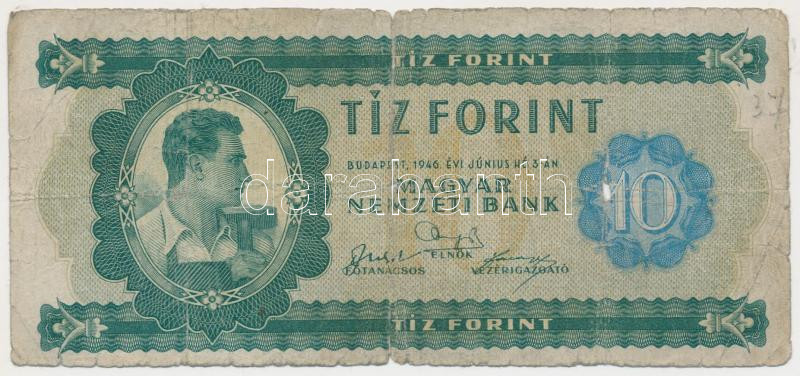 TÍZ FORINT
TÍZ FORINT
BUDAPEST, 1946. ÉVI JÚNIUS HÓ 3-ÁN
MAGYAR
NEMZETI BANK
10
ELNÖK
FŐTANÁCSOS
VEZÉRIGAZGATÓ
TÍZ FORINT
37
darabanth